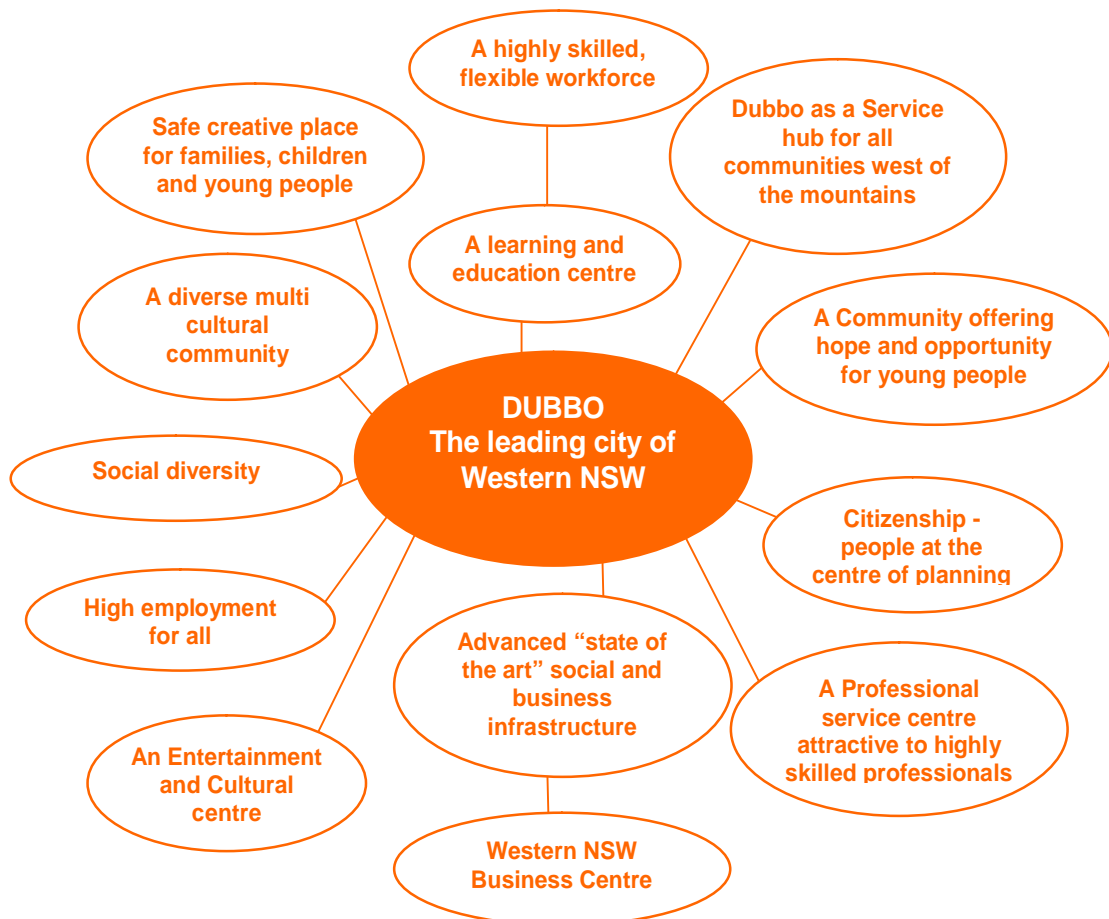 A highly skilled,
flexible workforce
Safe creative place
for families, children
and young people
Dubbo as a Service
hub for all
communities west of
the mountains
A learning and
education centre
A diverse multi
cultural
community
A Community offering
hope and opportunity
for young people
DUBBO
The leading city of
Western NSW
Social diversity
Citizenship -
people at the
centre of planning
High employment
for all
Advanced “state of
the art” social and
business
infrastructure
A Professional
service centre
attractive to highly
skilled professionals
An Entertainment
and Cultural
centre
Western NSW
Business Centre